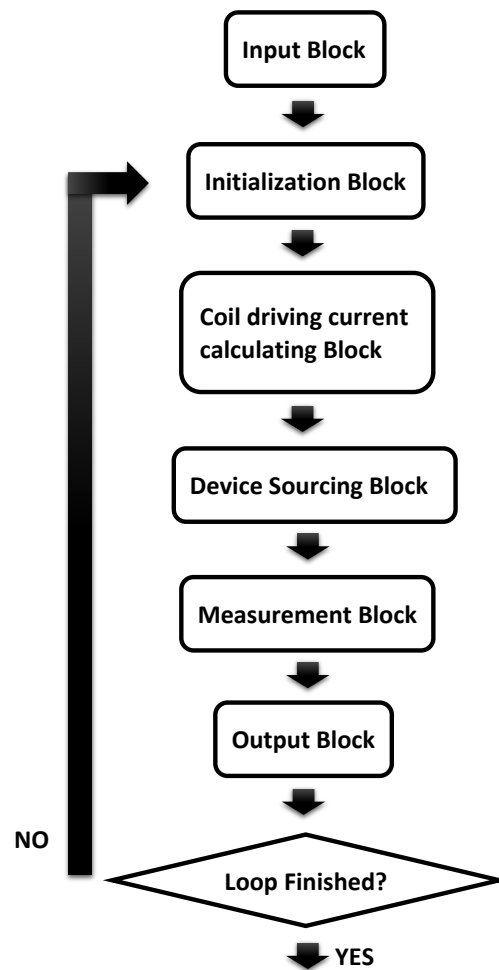 Input Block
Initialization Block
Coil driving current
calculating Block
Device Sourcing Block
Measurement Block
Output Block
NO
Loop Finished?
YES